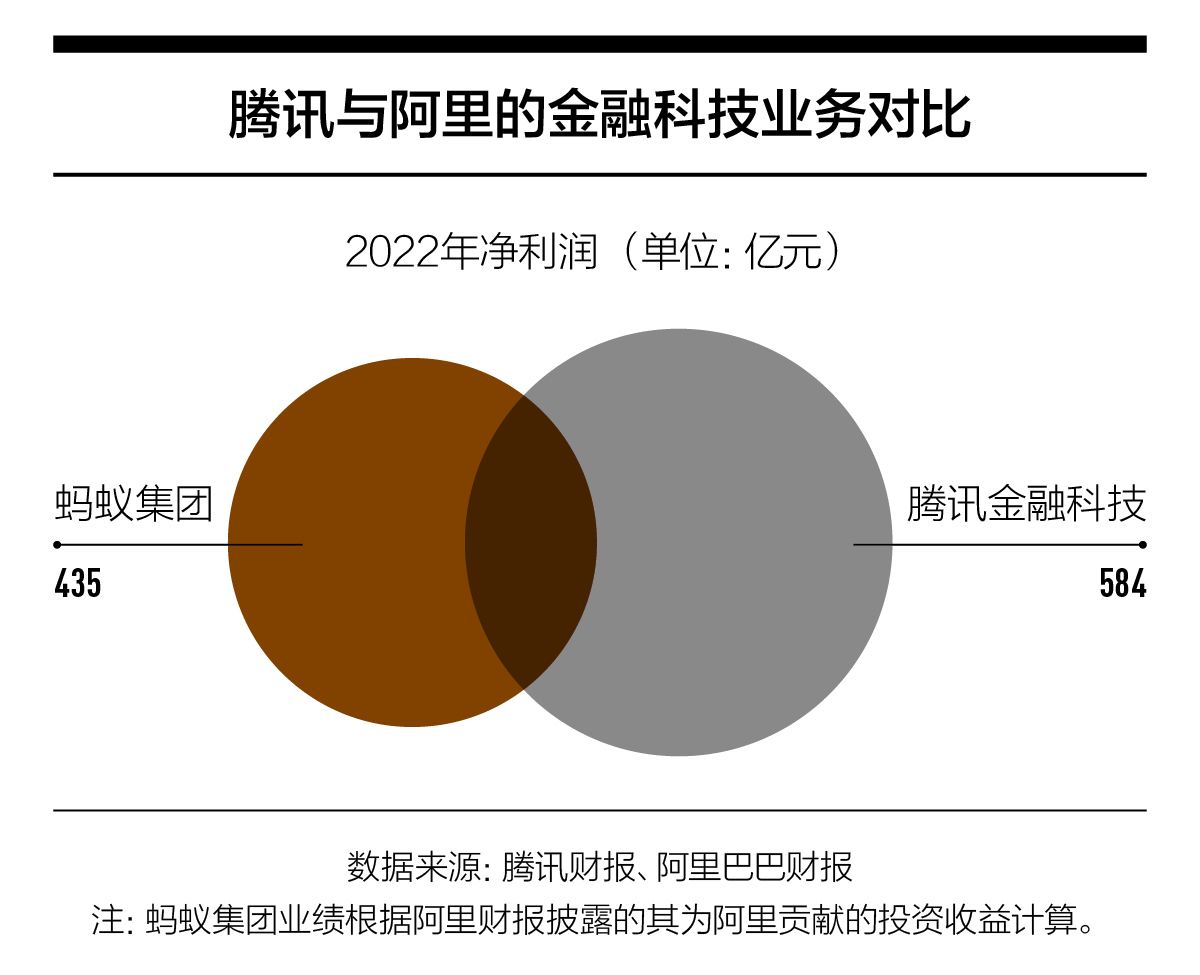 腾讯与阿里的金融科技业务对比
2022年净利润（单位：亿元）
蚂蚁集团
435
腾讯金融科技
584
数据来源：腾讯财报、阿里巴巴财报
注：蚂蚁集团业绩根据阿里财报披露的其为阿里贡献的投资收益计算。